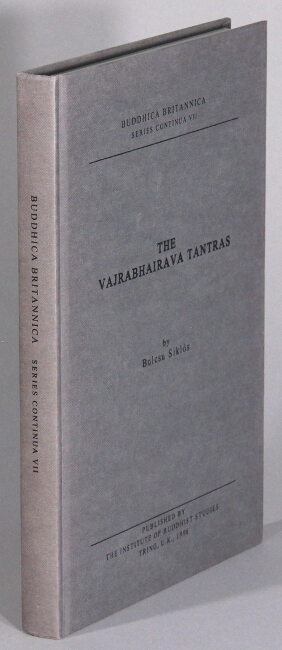 BUDDHICA BRITANNICA
SERIES CONTINUA VII
THE
VAJRABHAIRAVA TANTRAS
by
Bulcsu Siklós
PUBLISHED BY
THE INSTITUTE OF BUDDHIST STUDIES
TRING, U.K., 1996
BUDDHICA BRITANNICA SERIES CONTINUA VII